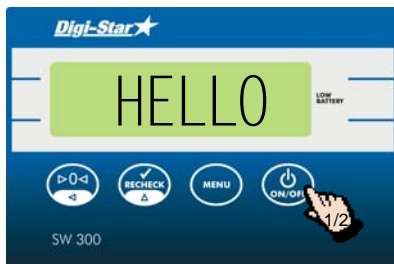 Digi-Star
HELLO
LOW
BATTERY
>0<
RECHECK
MENU
ON/OFF
1/2
SW 300